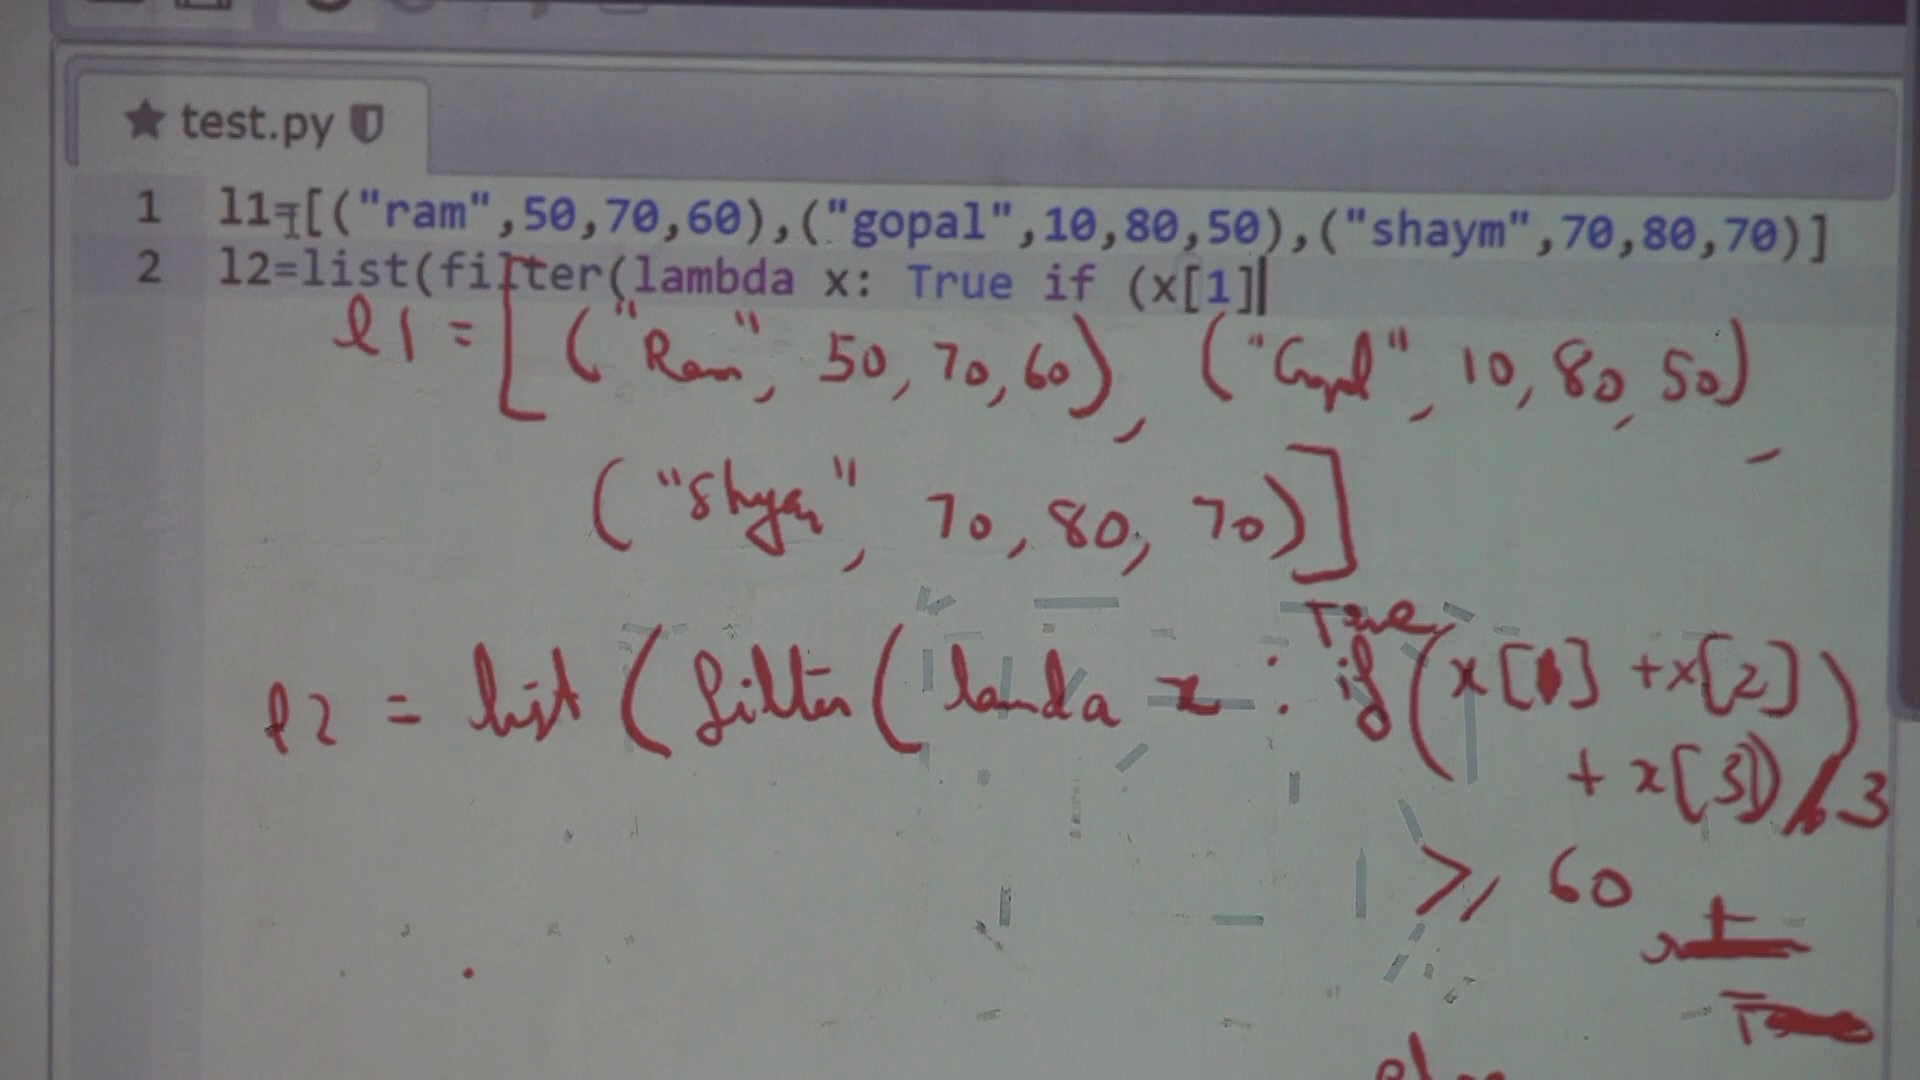 test.py
1 l1=[("ram",50,70,60),("gopal",10,80,50),("shaym",70,80,70)]
2 l2=list(filter(lambda x: True if (x[1]
l1 = [("Ram", 50, 70, 60), ("Gopal", 10, 80, 50),
("Shyam", 70, 80, 70)]
True
l2 = list (filter (lamda x : if (x[1] + x[2]
+ x[3]) / 3
>, 60